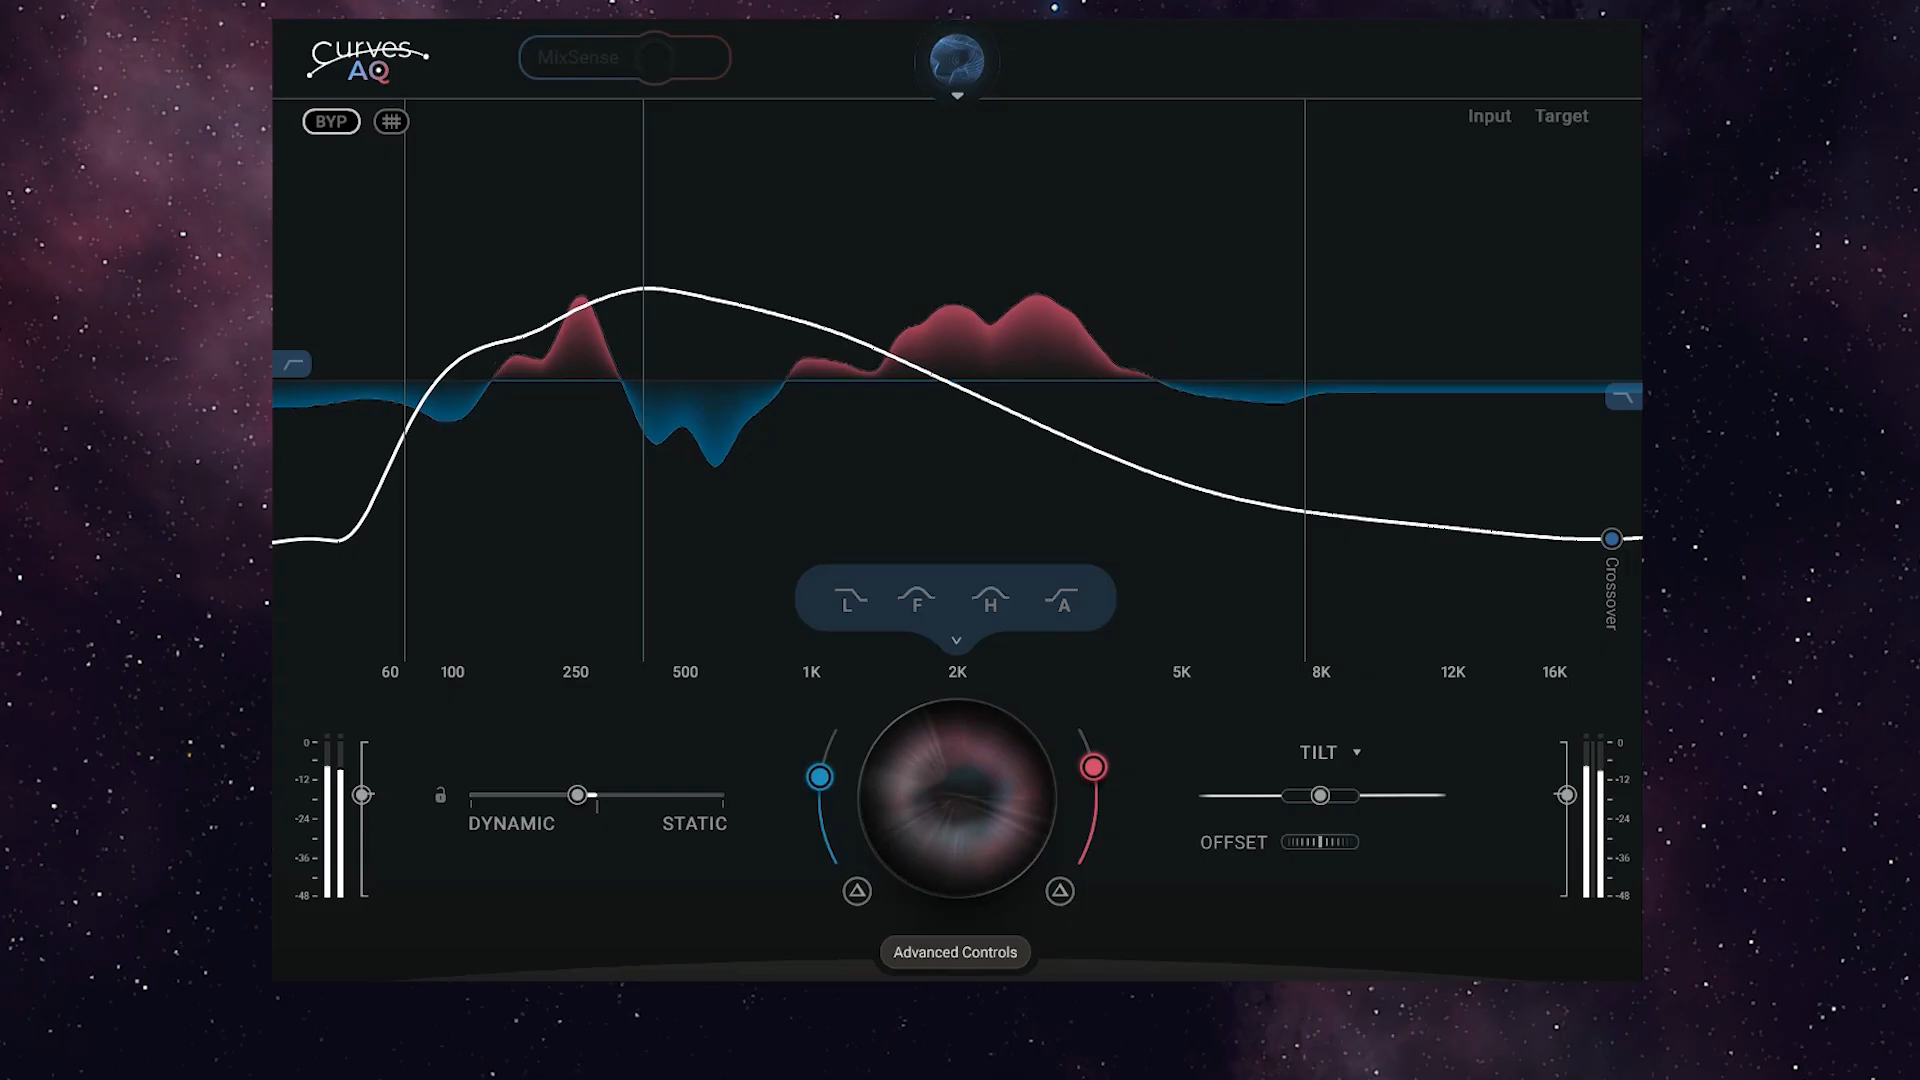 Curves
AQ
MixSense
BYP
Input Target
L F H A
Crossover
60 100 250 500 1K 2K 5K 8K 12K 16K
0
-12
-24
-36
-48
DYNAMIC STATIC
TILT
OFFSET
0
-12
-24
-36
-48
Advanced Controls